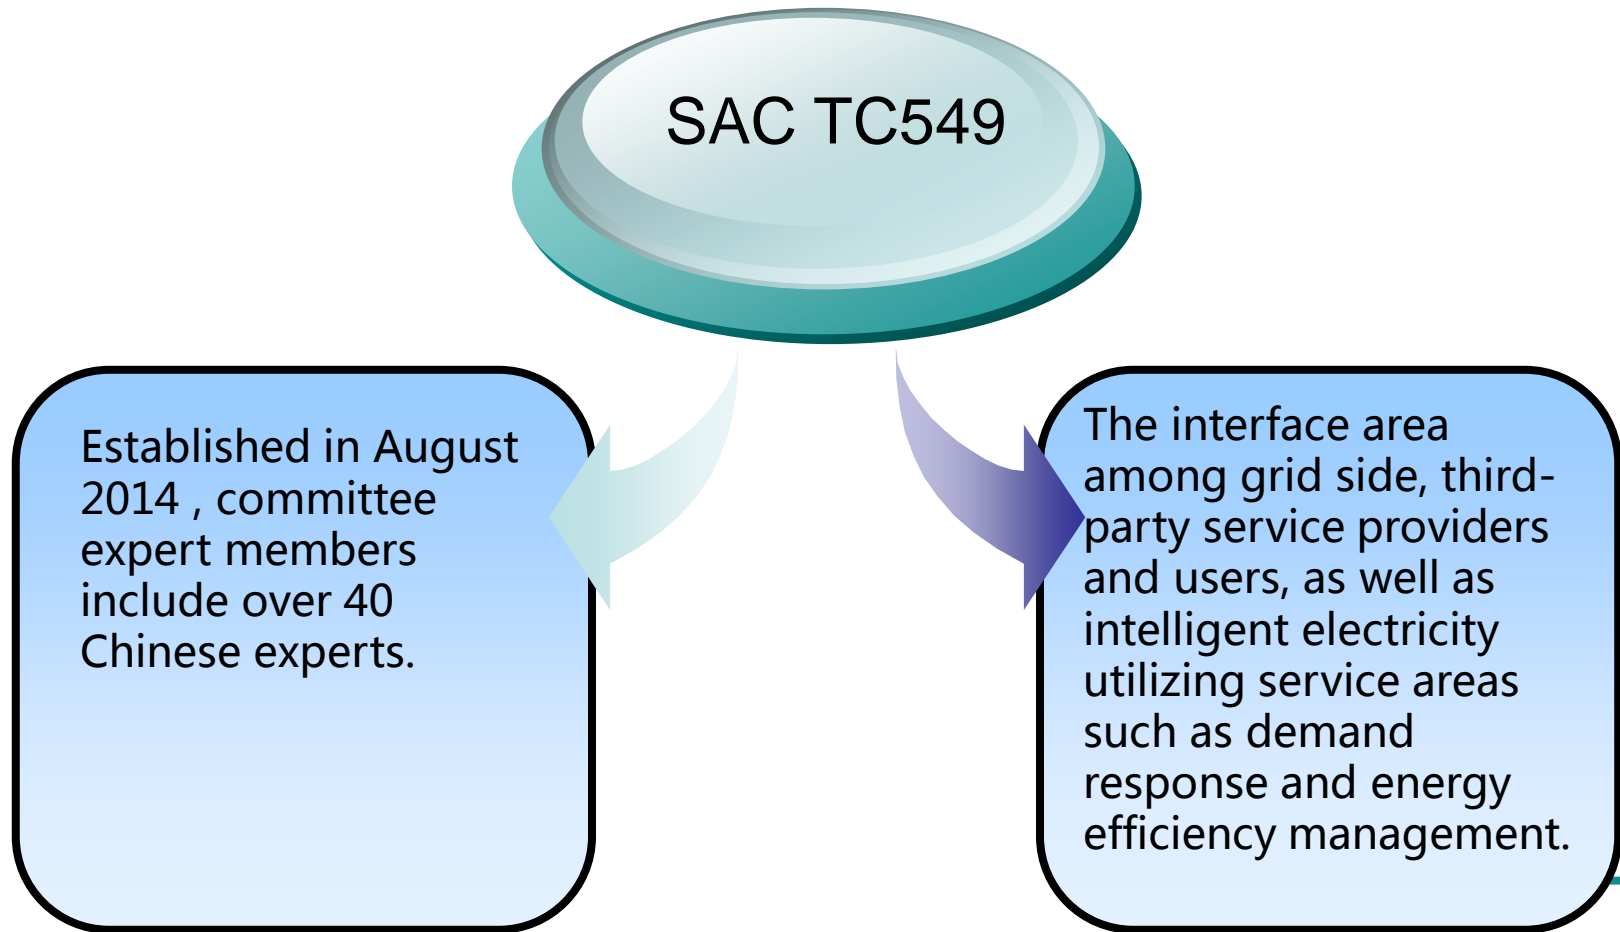 SAC TC549
Established in August
2014 , committee
expert members
include over 40
Chinese experts.
The interface area
among grid side, third-
party service providers
and users, as well as
intelligent electricity
utilizing service areas
such as demand
response and energy
efficiency management.